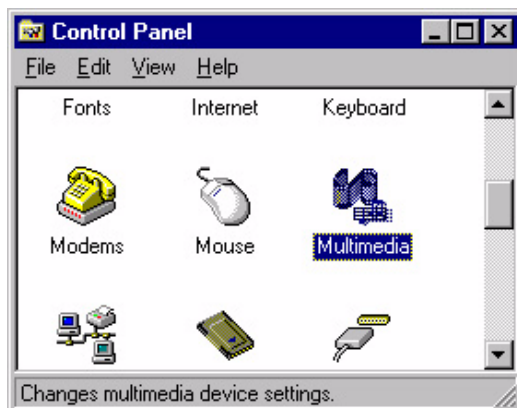 Control Panel
File Edit View Help
Fonts Internet Keyboard
Modems Mouse Multimedia
Changes multimedia device settings.